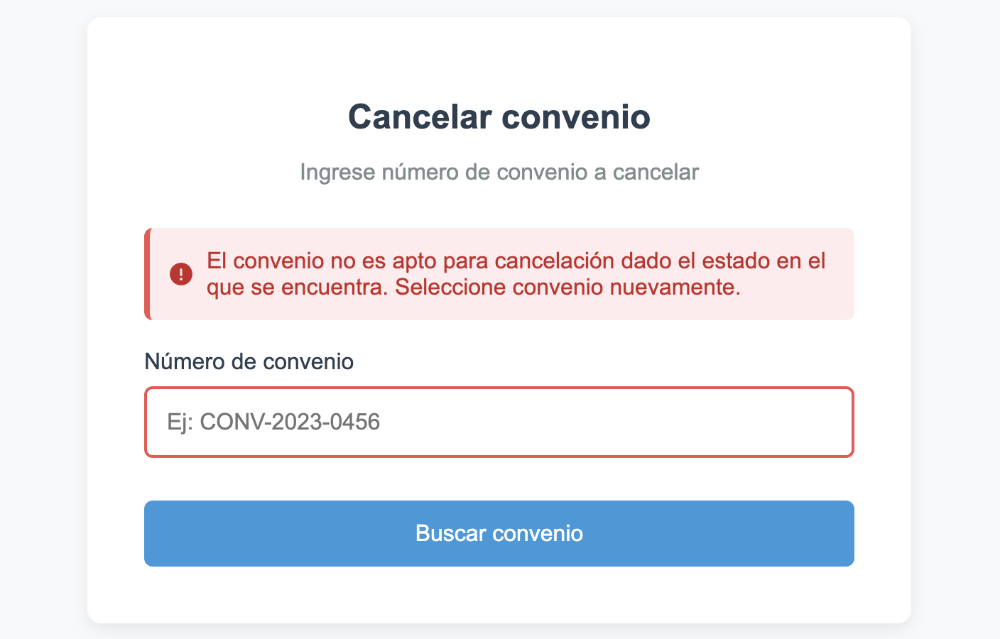 Cancelar convenio
Ingrese número de convenio a cancelar
El convenio no es apto para cancelación dado el estado en el
que se encuentra. Seleccione convenio nuevamente.
Número de convenio
Ej: CONV-2023-0456
Buscar convenio